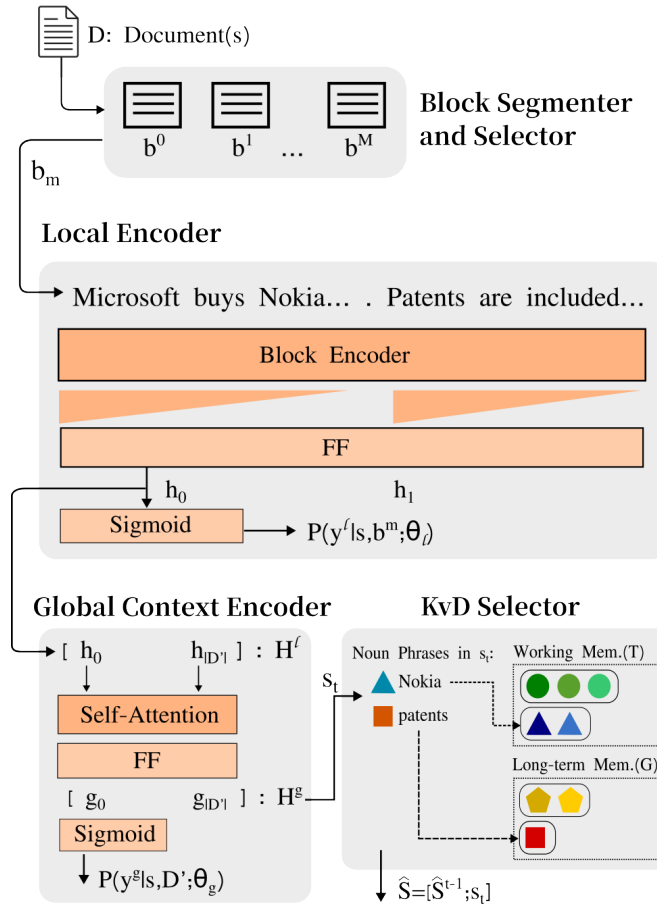 D: Document(s)
b⁰ b¹ ... bᴹ
Block Segmenter
and Selector
bₘ
Local Encoder
Microsoft buys Nokia... . Patents are included...
Block Encoder
FF
h₀ h₁
Sigmoid
P(yˡ|s,bᵐ;θₗ)
Global Context Encoder
[ h₀ h|D'| ] : Hˡ
Self-Attention
FF
[ g₀ g|D'| ] : Hᵍ
Sigmoid
P(yᵍ|s,D';θg)
KvD Selector
sₜ
Noun Phrases in sₜ:
Nokia
patents
Working Mem.(T)
Long-term Mem.(G)
Ŝ=[Ŝᵗ⁻¹;sₜ]